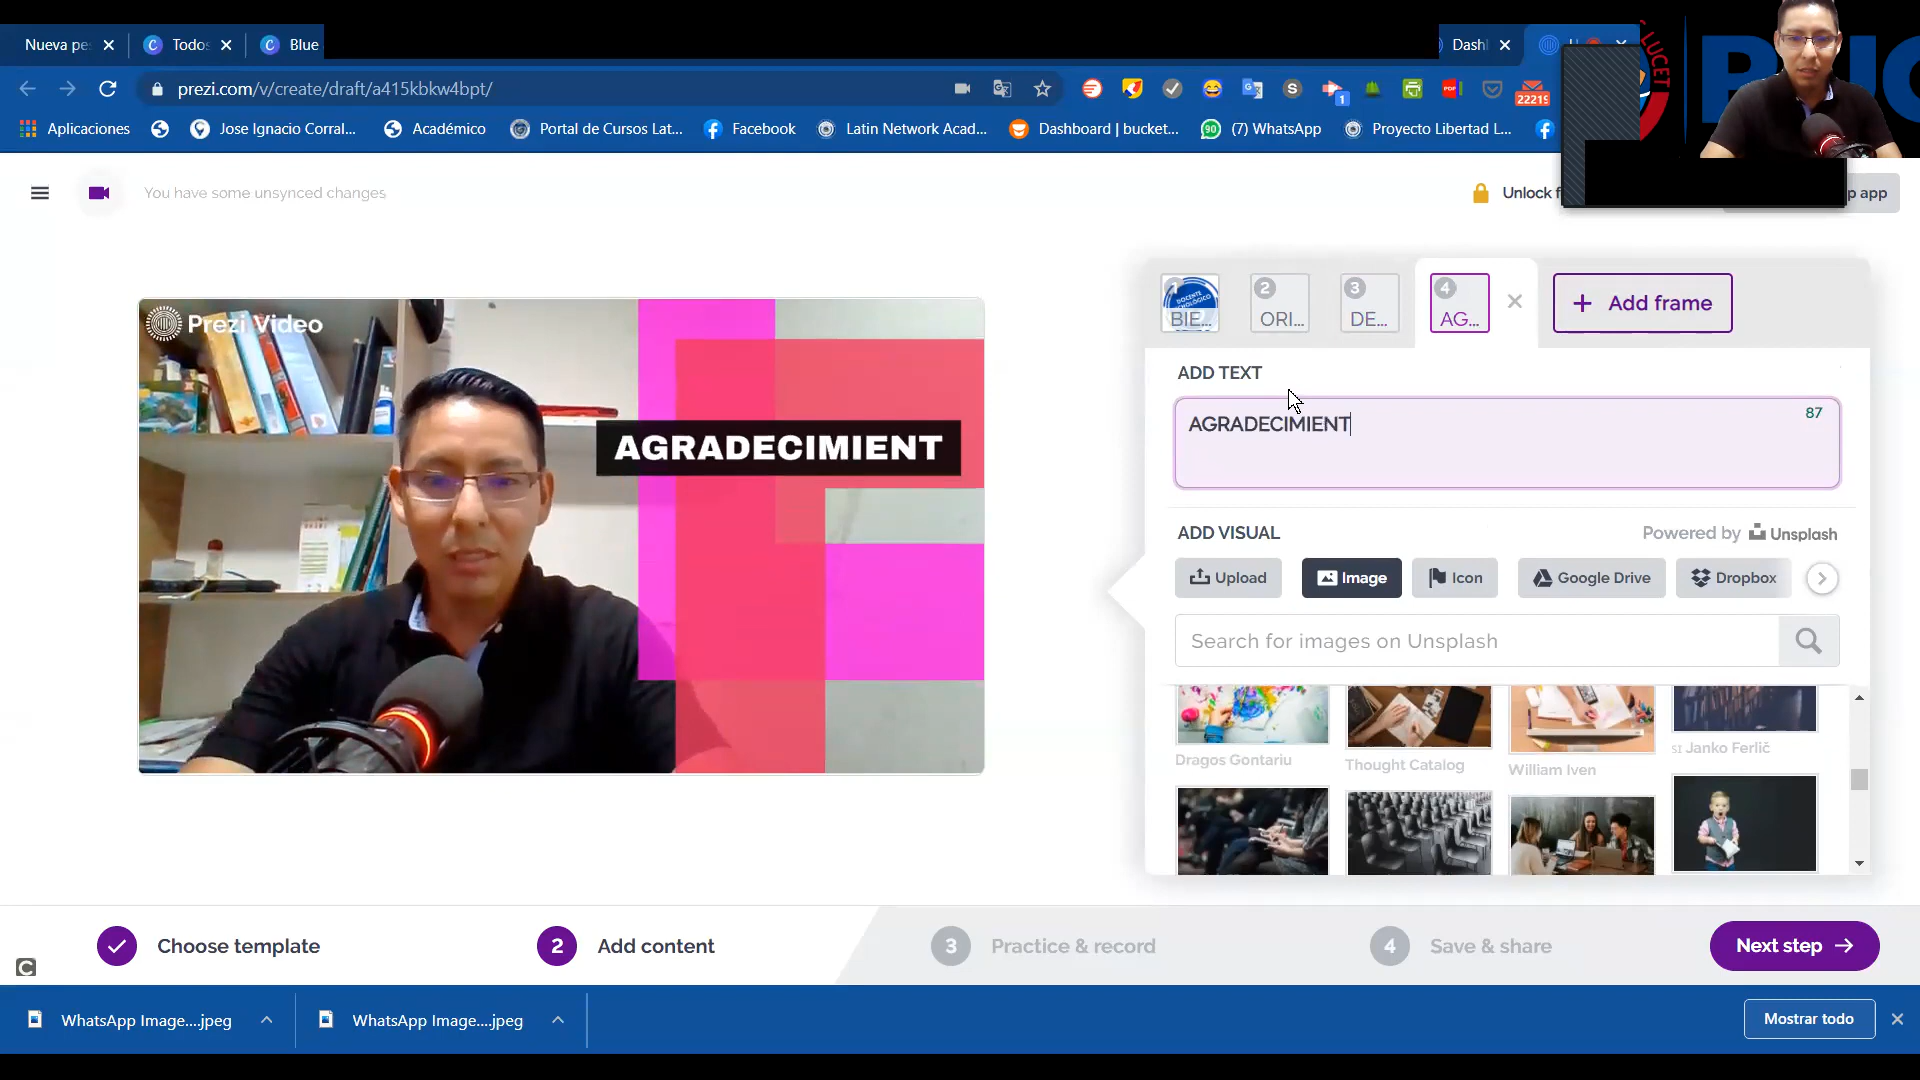 Nueva pe
Todos
Blue
Dash
prezi.com/v/create/draft/a415kbkw4bpt/
22219
Aplicaciones
Jose Ignacio Corral...
Académico
Portal de Cursos Lat...
Facebook
Latin Network Acad...
Dashboard | bucket...
(7) WhatsApp
Proyecto Libertad L...
You have some unsynced changes
Unlock f
p app
Prezi Video
AGRADECIMIENT
1
BIE...
DOCENTE
2
ORI...
3
DE...
4
AG...
+ Add frame
ADD TEXT
AGRADECIMIENT
87
ADD VISUAL
Powered by Unsplash
Upload
Image
Icon
Google Drive
Dropbox
Search for images on Unsplash
Dragos Gontariu
Thought Catalog
William Iven
st Janko Ferlič
Choose template
2 Add content
3 Practice & record
4 Save & share
Next step
WhatsApp Image....jpeg
WhatsApp Image....jpeg
Mostrar todo